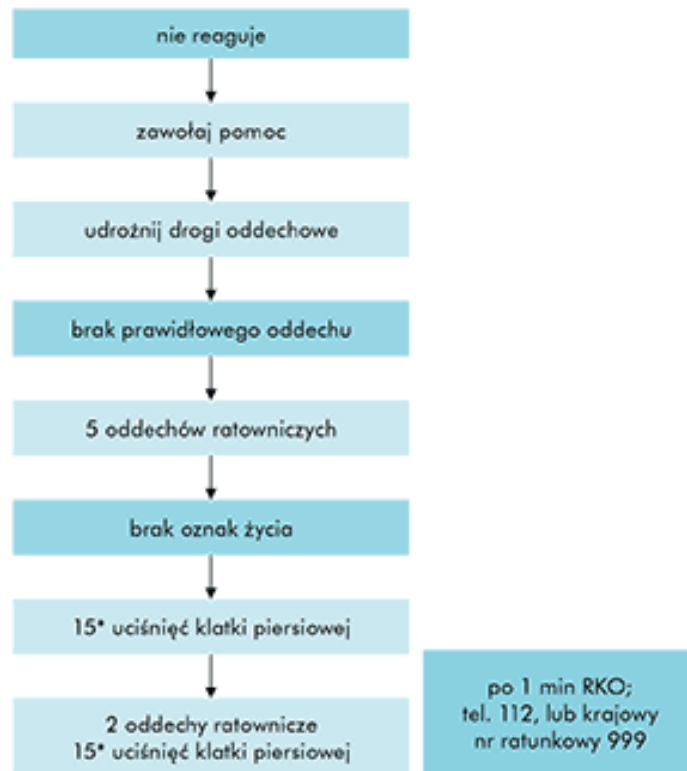 nie reaguje
zawołaj pomoc
udrożnij drogi oddechowe
brak prawidłowego oddechu
5 oddechów ratowniczych
brak oznak życia
15* uciśnięć klatki piersiowej
2 oddechy ratownicze
15* uciśnięć klatki piersiowej
po 1 min RKO;
tel. 112, lub krajowy
nr ratunkowy 999